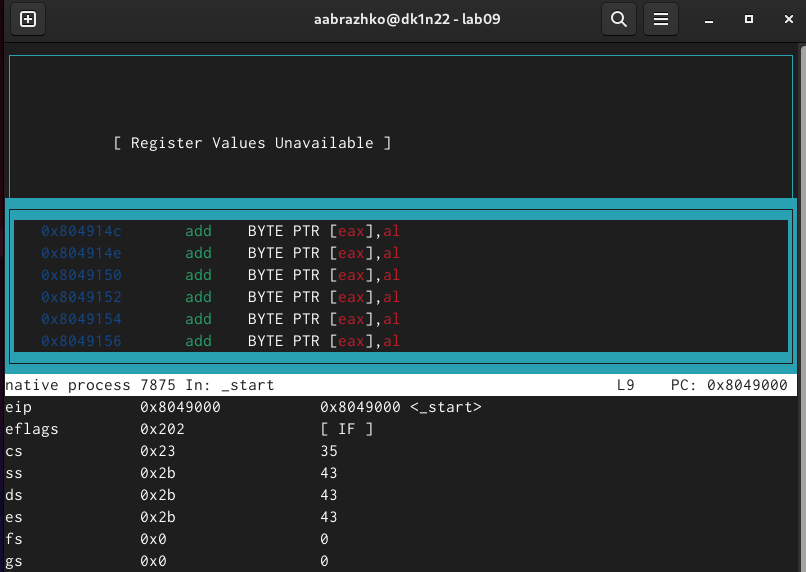 aabrazhko@dk1n22 - lab09
[ Register Values Unavailable ]
0x804914c add BYTE PTR [eax],al
0x804914e add BYTE PTR [eax],al
0x8049150 add BYTE PTR [eax],al
0x8049152 add BYTE PTR [eax],al
0x8049154 add BYTE PTR [eax],al
0x8049156 add BYTE PTR [eax],al
native process 7875 In: _start L9 PC: 0x8049000
eip 0x8049000 0x8049000 <_start>
eflags 0x202 [ IF ]
cs 0x23 35
ss 0x2b 43
ds 0x2b 43
es 0x2b 43
fs 0x0 0
gs 0x0 0